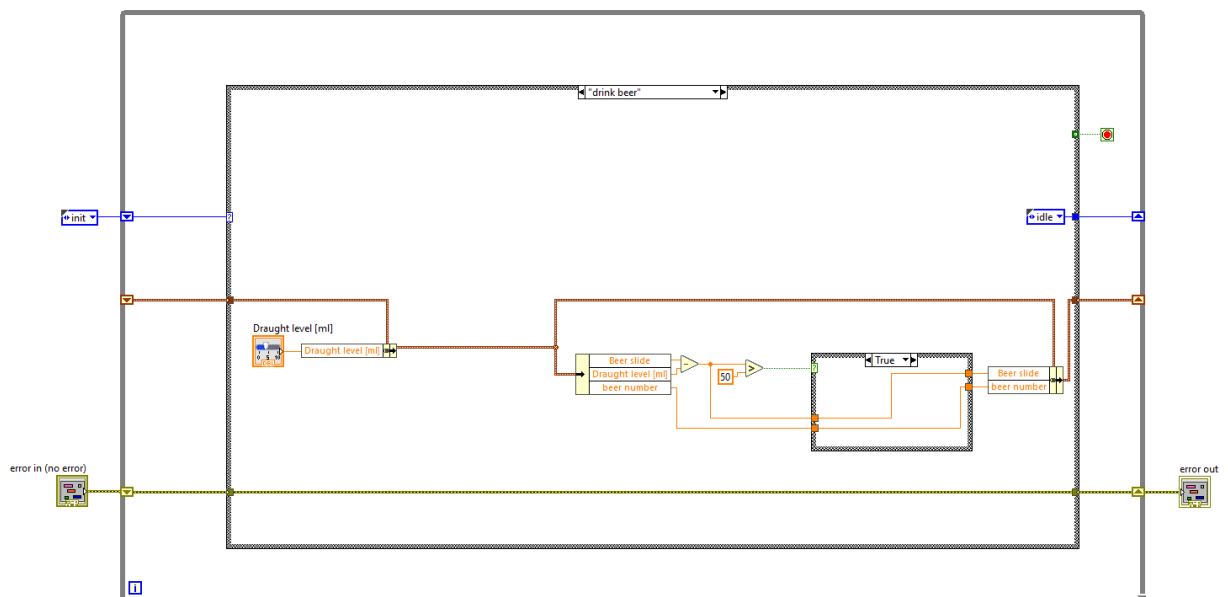 "drink beer"
init
idle
Draught level [ml]
Draught level [ml]
Beer slide
Draught level [ml]
beer number
50
True
Beer slide
beer number
error in (no error)
error out
i